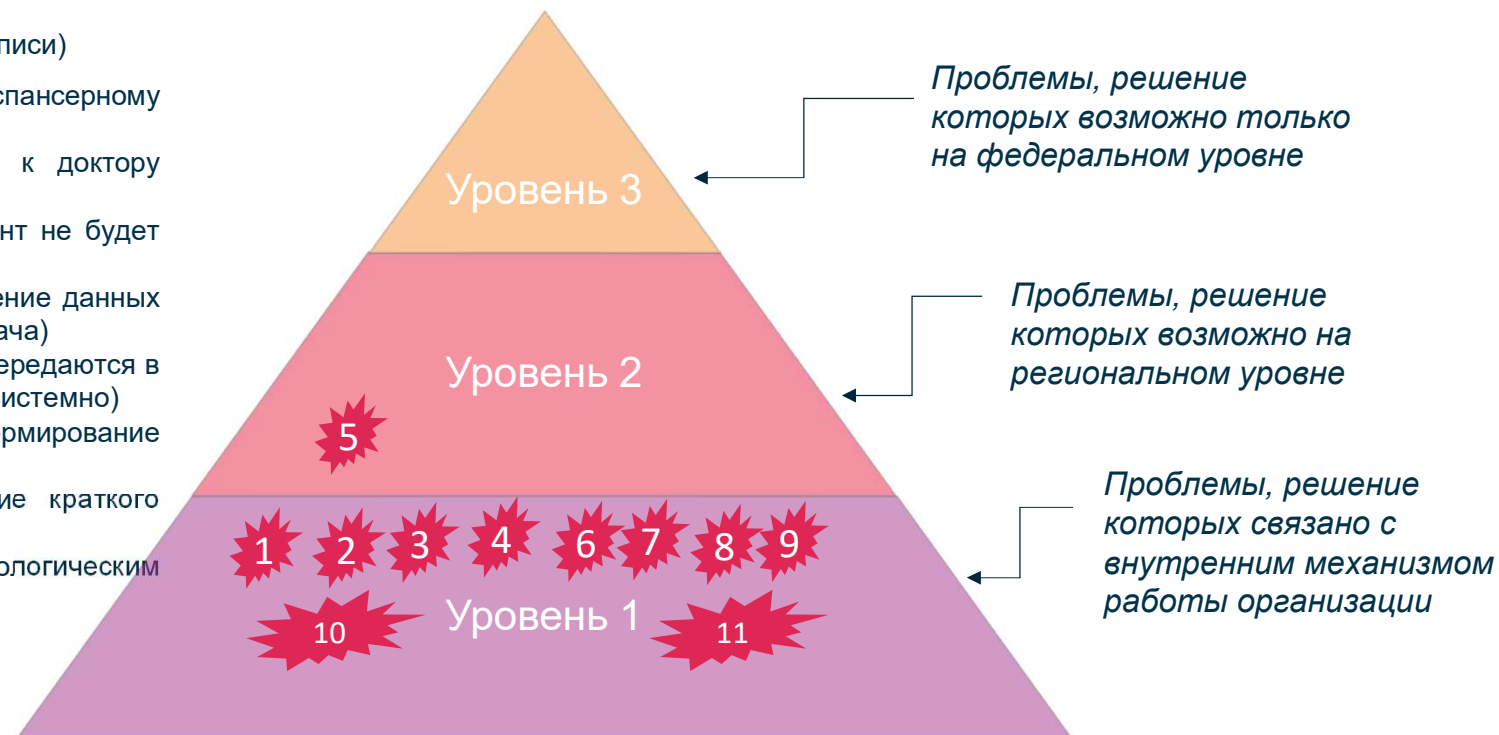 писи)
спансерному
к доктору
нт не будет
ение данных
ача)
ередаются в
системно)
ормирование
ие краткого
ологическим
Уровень 3
Уровень 2
5
1 2 3 4 6 7 8 9
10 Уровень 1 11
Проблемы, решение
которых возможно только
на федеральном уровне
Проблемы, решение
которых возможно на
региональном уровне
Проблемы, решение
которых связано с
внутренним механизмом
работы организации